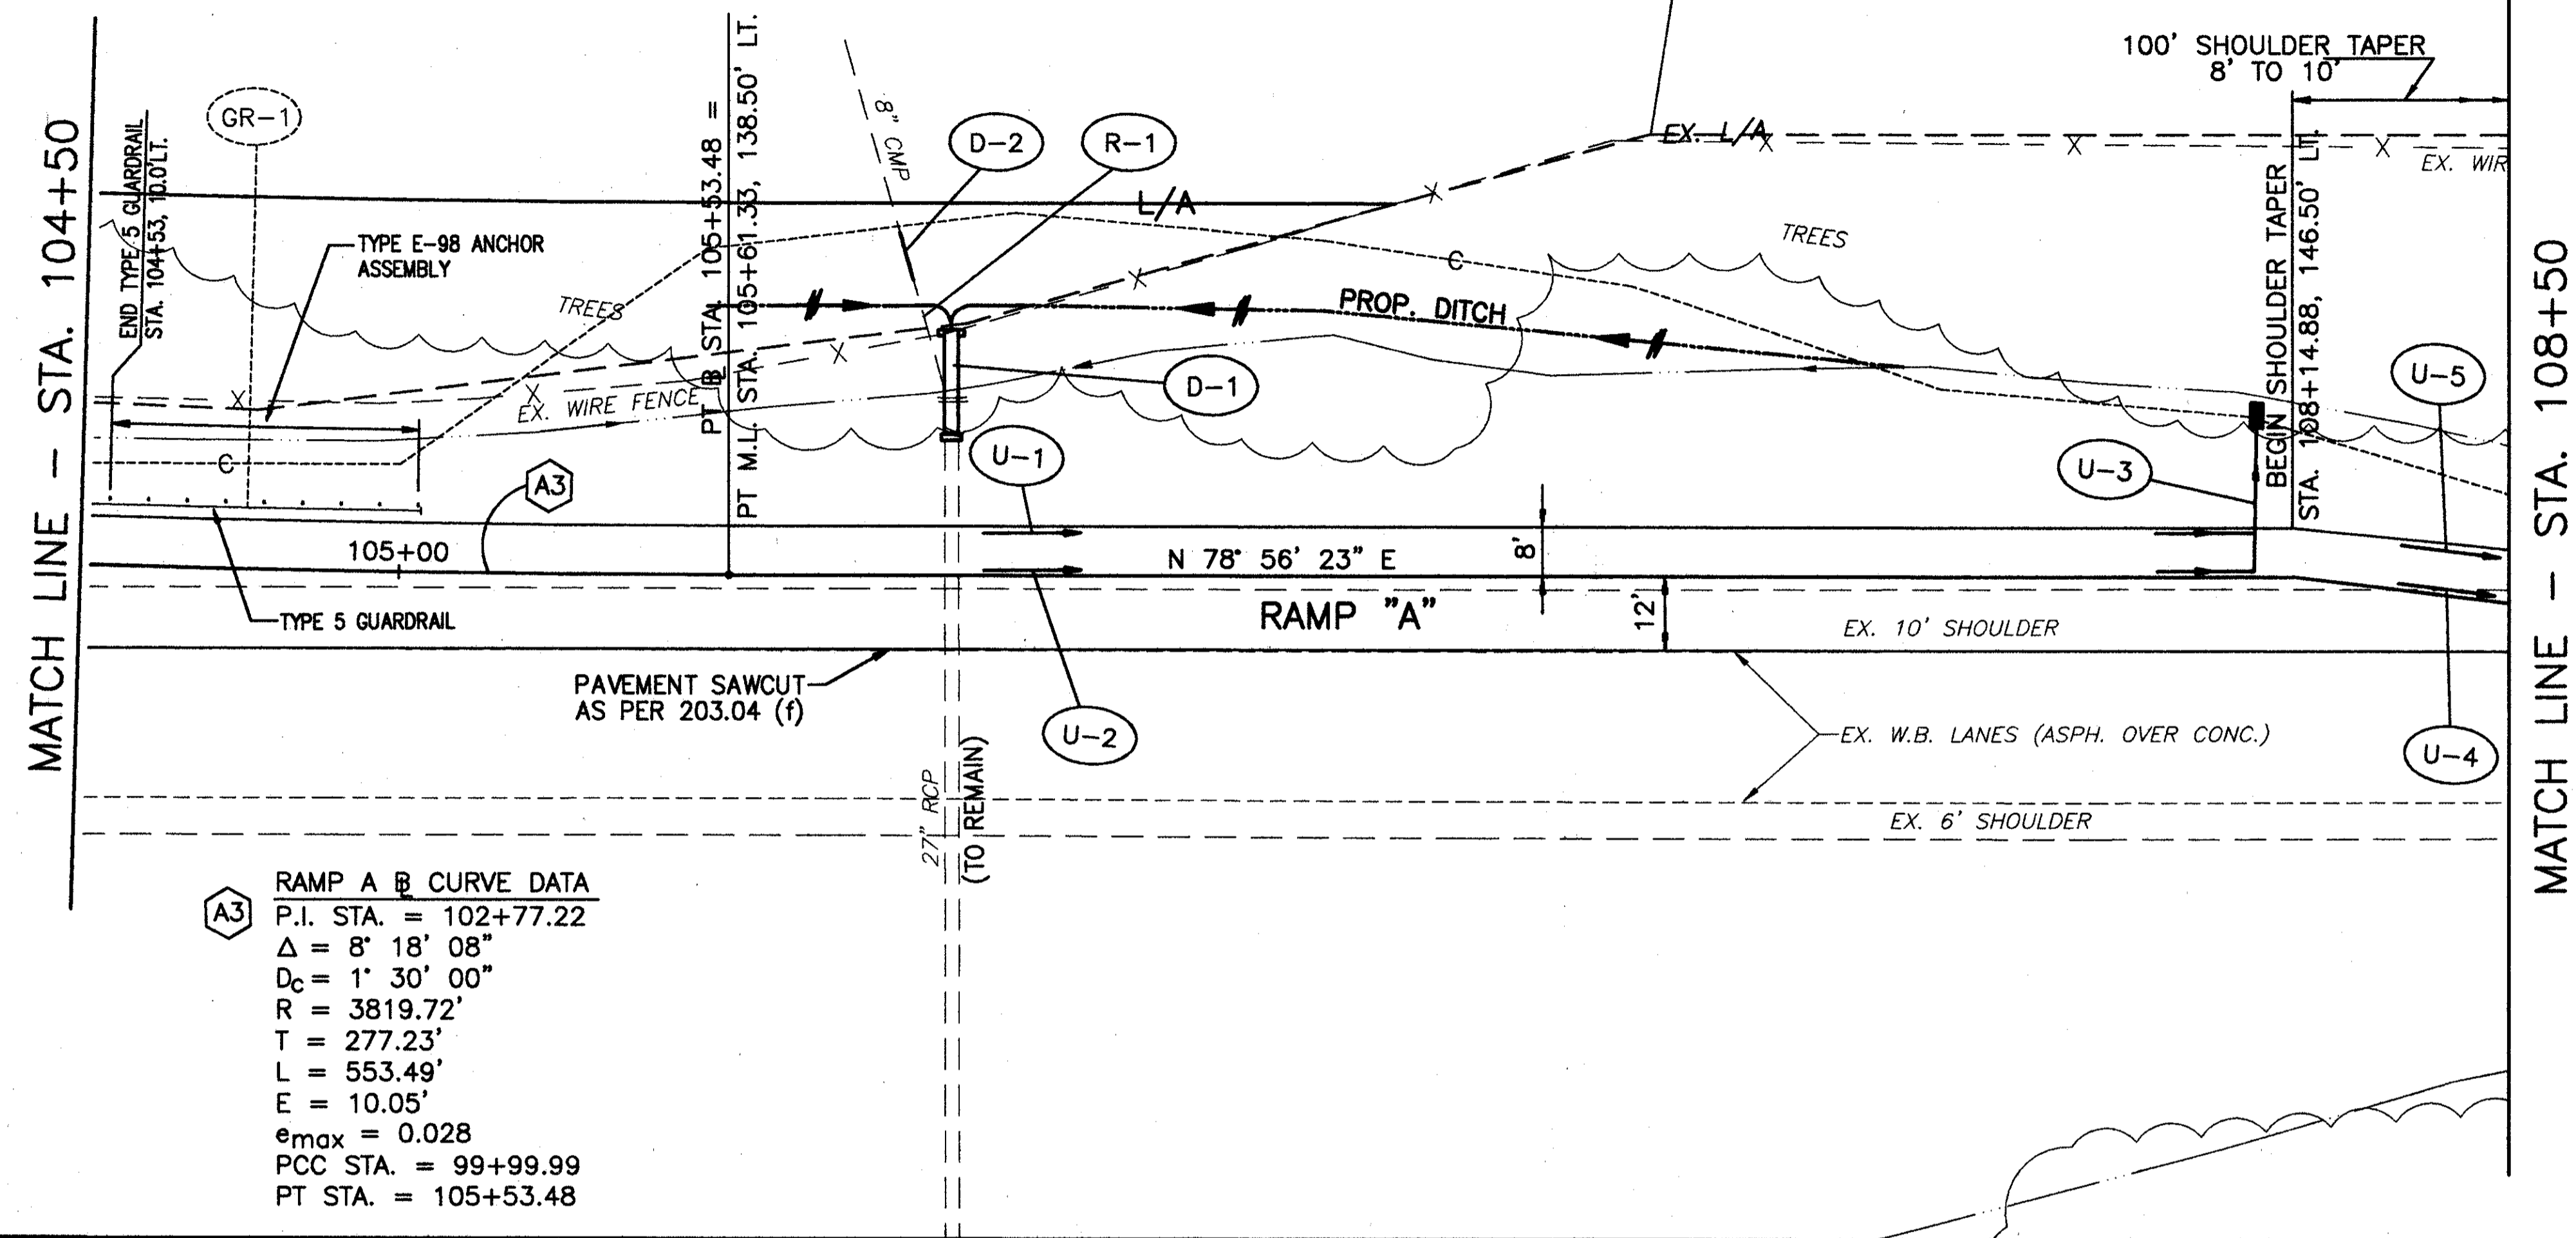 MATCH LINE – STA. 104+50
END TYPE 5 GUARDRAIL
STA. 104+53, 10.0'LT.
GR-1
TYPE E-98 ANCHOR
ASSEMBLY
TREES
EX. WIRE FENCE
C
A3
105+00
TYPE 5 GUARDRAIL
PT ℄ STA. 105+53.48 =
PT M.L. STA. 105+61.33, 138.50' LT.
8" CMP
D-2
R-1
L/A
D-1
U-1
U-2
PROP. DITCH
C
TREES
EX. L/A
EX. WIR
100' SHOULDER TAPER
8' TO 10'
BEGIN SHOULDER TAPER
STA. 108+14.88, 146.50' LT.
U-3
U-5
U-4
N 78° 56' 23" E
8'
12'
RAMP "A"
EX. 10' SHOULDER
PAVEMENT SAWCUT
AS PER 203.04 (f)
EX. W.B. LANES (ASPH. OVER CONC.)
EX. 6' SHOULDER
27" RCP
(TO REMAIN)
MATCH LINE – STA. 108+50
A3
RAMP A ℄ CURVE DATA
P.I. STA. = 102+77.22
Δ = 8° 18' 08"
Dc = 1° 30' 00"
R = 3819.72'
T = 277.23'
L = 553.49'
E = 10.05'
emax = 0.028
PCC STA. = 99+99.99
PT STA. = 105+53.48